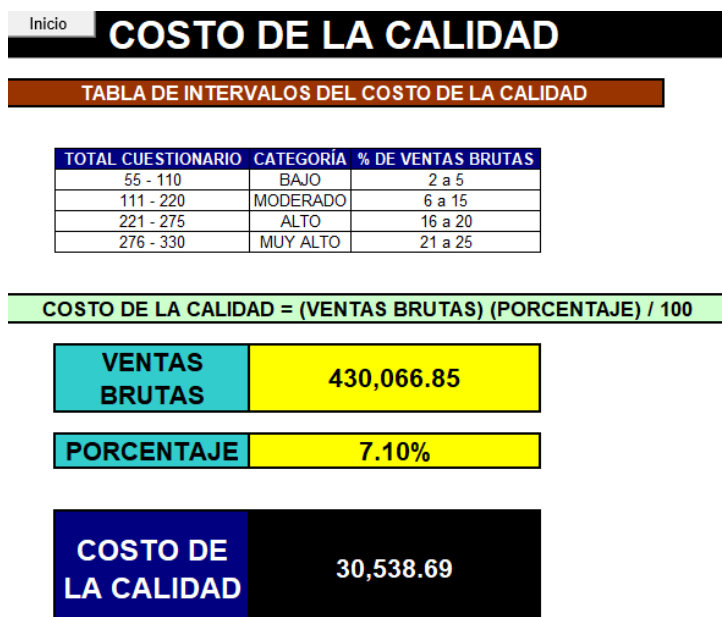 Inicio
COSTO DE LA CALIDAD
TABLA DE INTERVALOS DEL COSTO DE LA CALIDAD
TOTAL CUESTIONARIO CATEGORÍA % DE VENTAS BRUTAS
55 - 110 BAJO 2 a 5
111 - 220 MODERADO 6 a 15
221 - 275 ALTO 16 a 20
276 - 330 MUY ALTO 21 a 25
COSTO DE LA CALIDAD = (VENTAS BRUTAS) (PORCENTAJE) / 100
VENTAS
BRUTAS
430,066.85
PORCENTAJE 7.10%
COSTO DE
LA CALIDAD
30,538.69